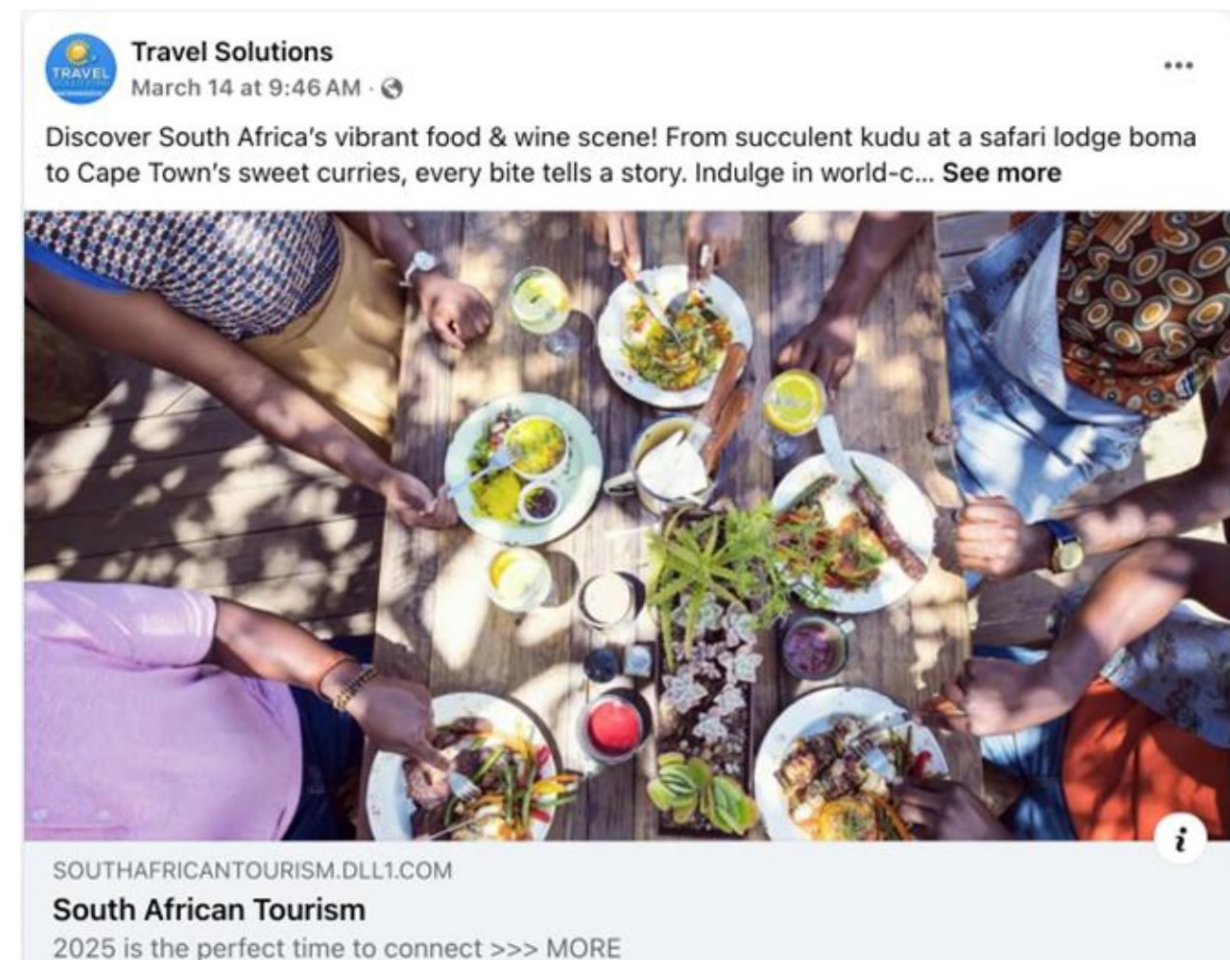 TRAVEL
Travel Solutions
March 14 at 9:46 AM ·
Discover South Africa's vibrant food & wine scene! From succulent kudu at a safari lodge boma
to Cape Town's sweet curries, every bite tells a story. Indulge in world-c... See more
i
SOUTHAFRICANTOURISM.DLL1.COM
South African Tourism
2025 is the perfect time to connect >>> MORE